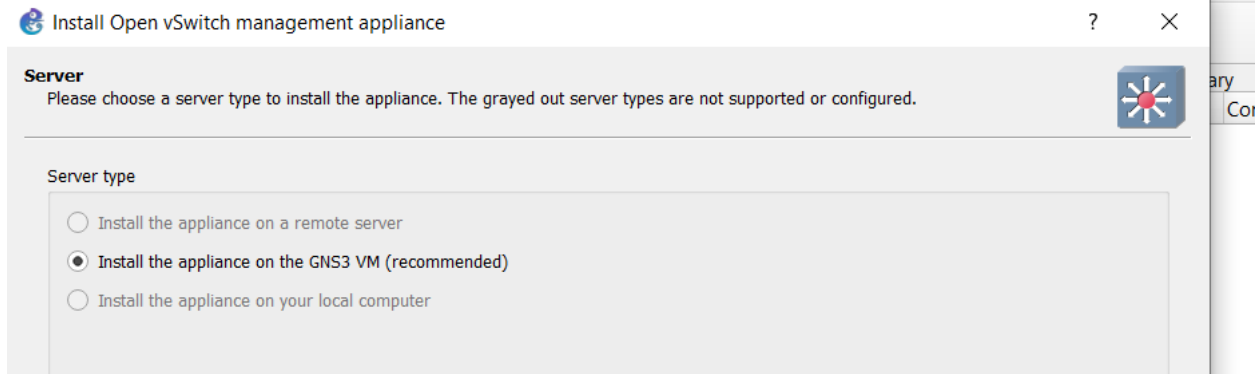 Install Open vSwitch management appliance
?
Server
Please choose a server type to install the appliance. The grayed out server types are not supported or configured.
Server type
Install the appliance on a remote server
Install the appliance on the GNS3 VM (recommended)
Install the appliance on your local computer